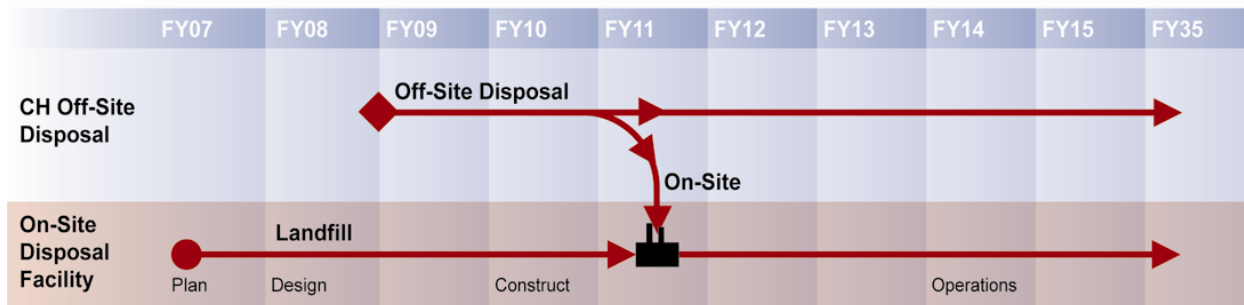 FY07 FY08 FY09 FY10 FY11 FY12 FY13 FY14 FY15 FY35
CH Off-Site
Disposal
Off-Site Disposal
On-Site
On-Site
Disposal
Facility
Landfill
Plan Design Construct Operations